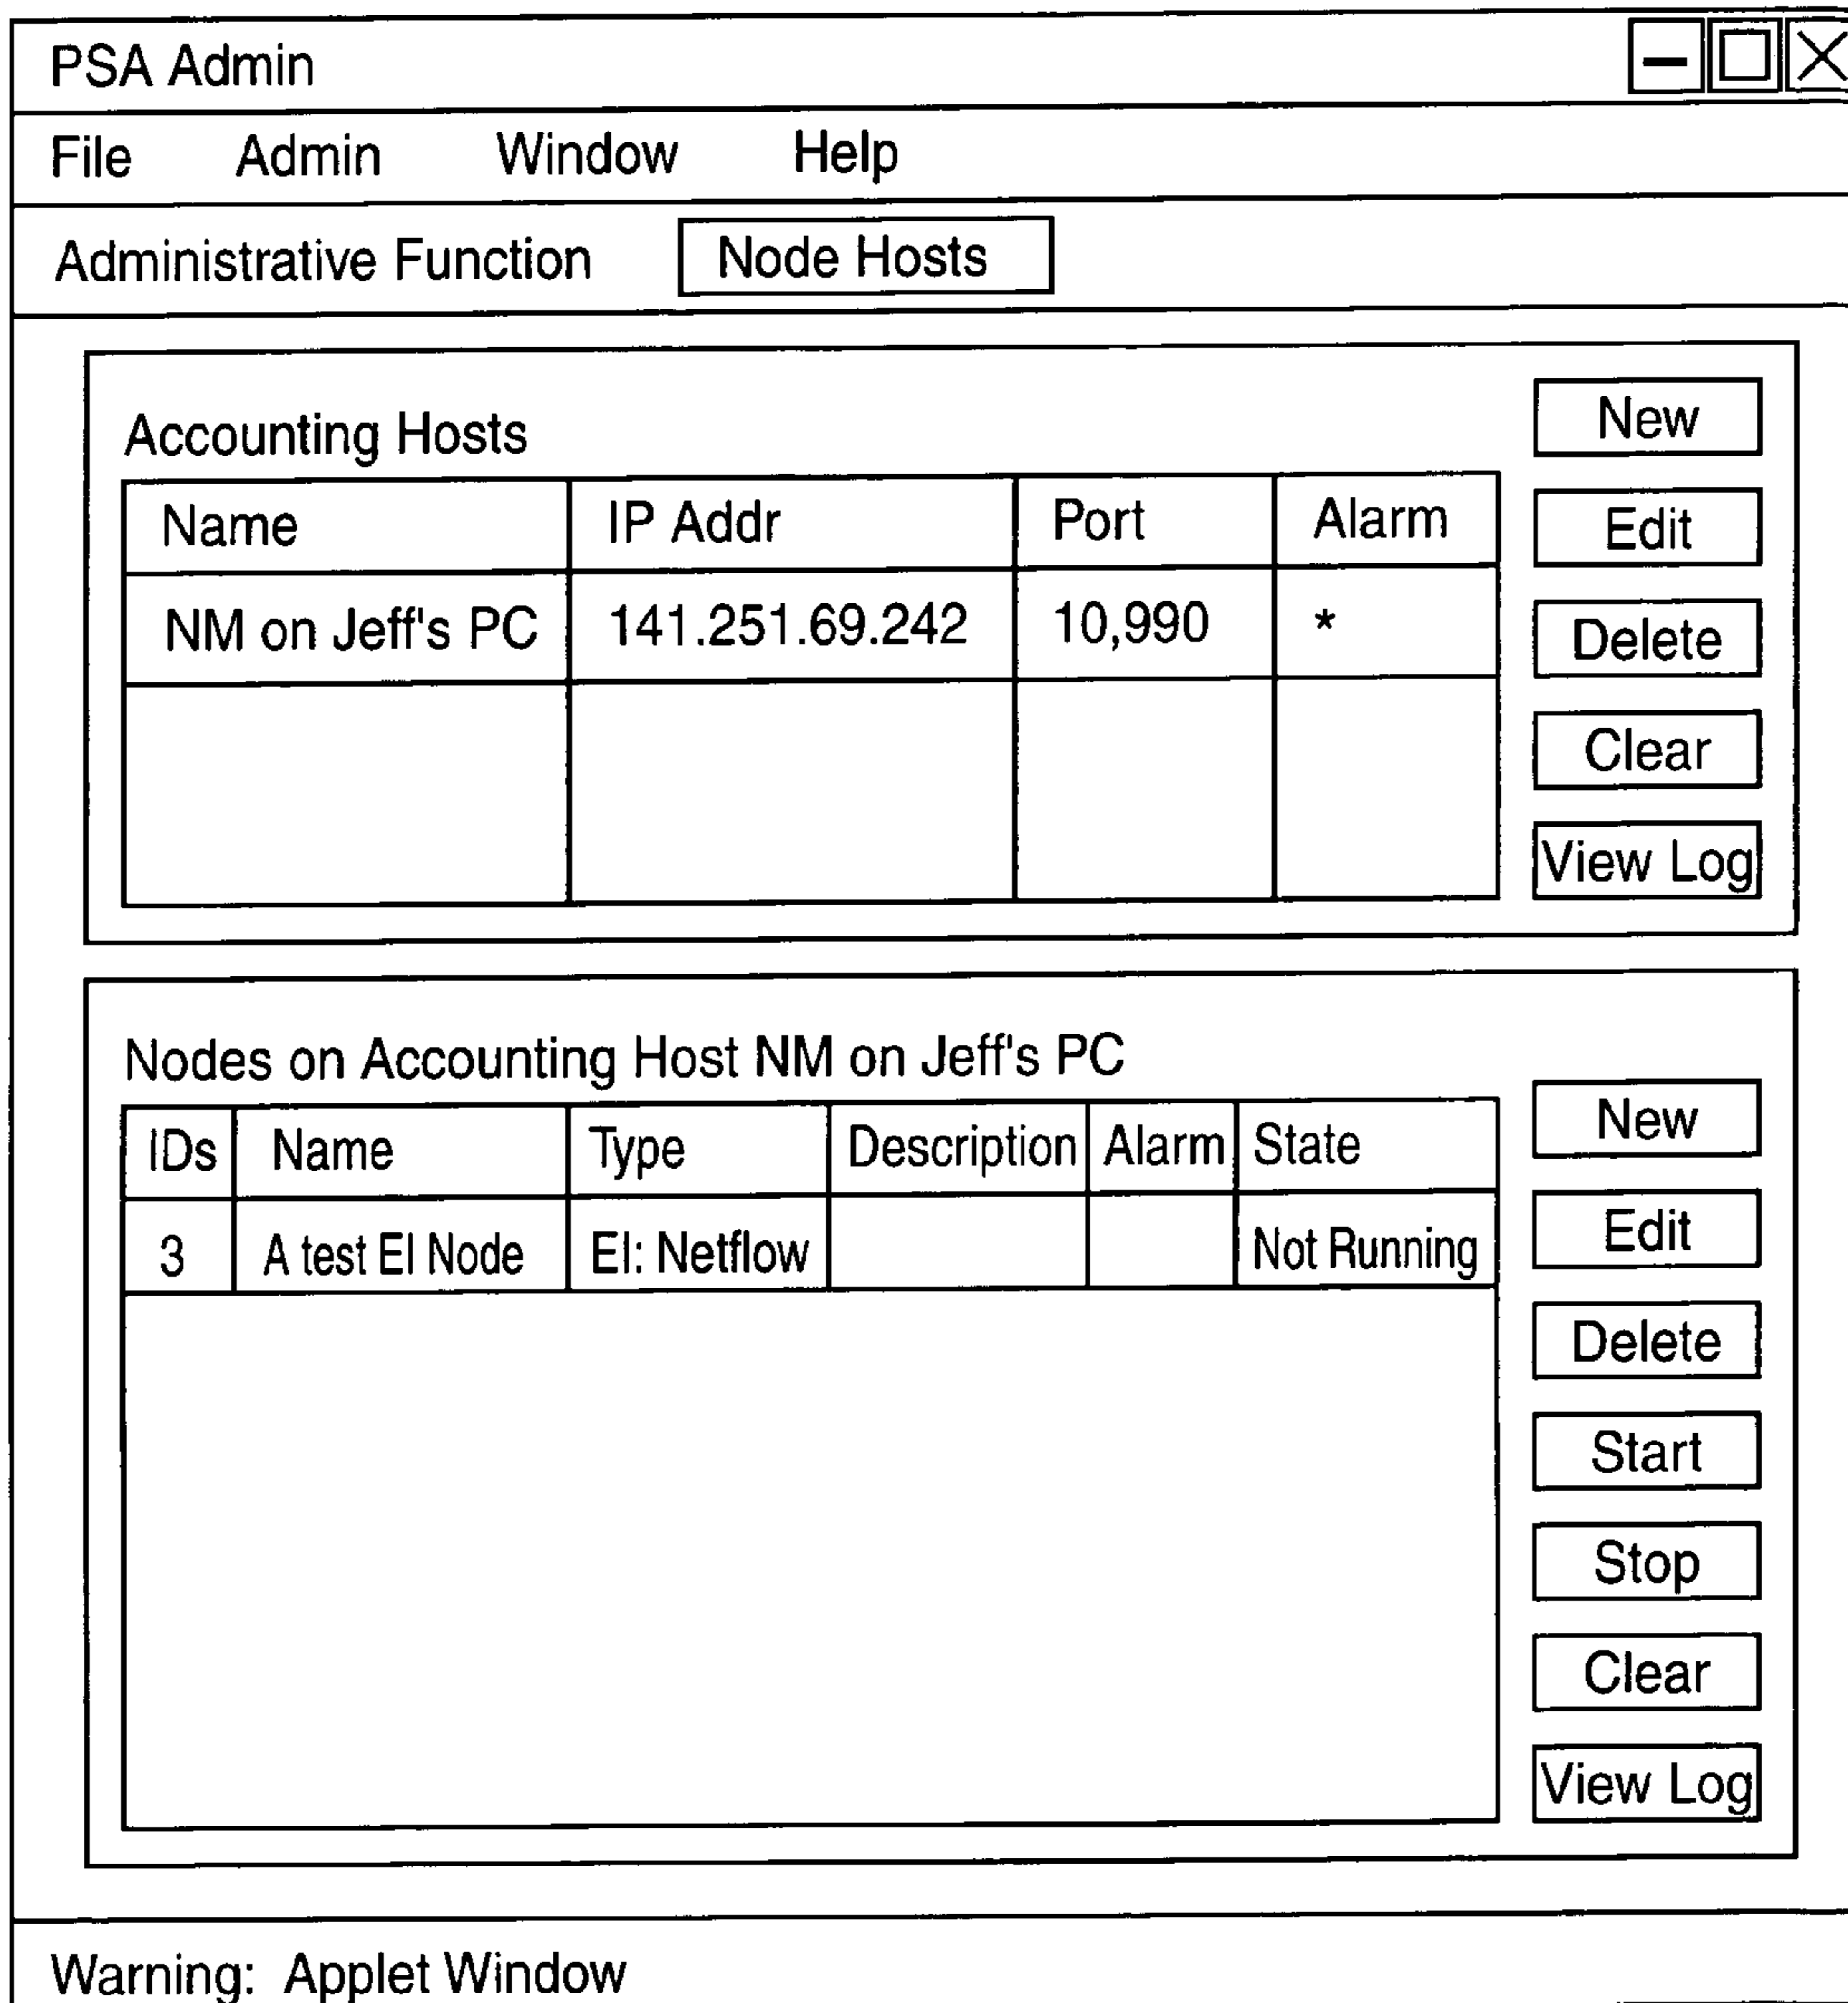 PSA Admin
File Admin Window Help
Administrative Function Node Hosts
Accounting Hosts
New
Name IP Addr Port Alarm
Edit
NM on Jeff's PC 141.251.69.242 10,990 *
Delete
Clear
View Log
Nodes on Accounting Host NM on Jeff's PC
New
IDs Name Type Description Alarm State
Edit
3 A test EI Node EI: Netflow Not Running
Delete
Start
Stop
Clear
View Log
Warning: Applet Window